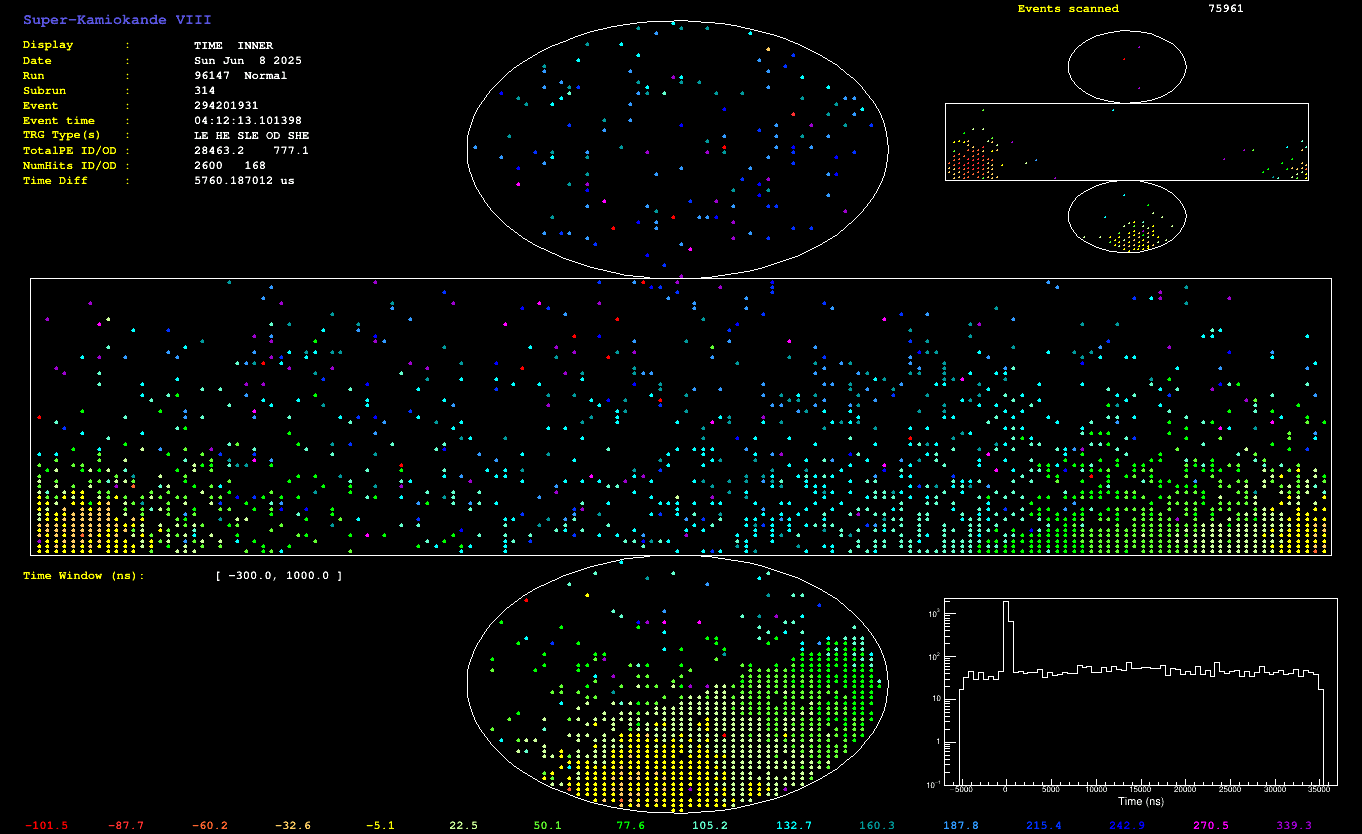 Super-Kamiokande VIII
Events scanned 75961
Display : TIME INNER
Date : Sun Jun 8 2025
Run : 96147 Normal
Subrun : 314
Event : 294201931
Event time : 04:12:13.101398
TRG Type(s) : LE HE SLE OD SHE
TotalPE ID/OD : 28463.2 777.1
NumHits ID/OD : 2600 168
Time Diff : 5760.187012 us
Time Window (ns): [ -300.0, 1000.0 ]
10³
10²
10
1
10⁻¹
-5000 0 5000 10000 15000 20000 25000 30000 35000
Time (ns)
-101.5 -87.7 -60.2 -32.6 -5.1 22.5 50.1 77.6 105.2 132.7 160.3 187.8 215.4 242.9 270.5 339.3